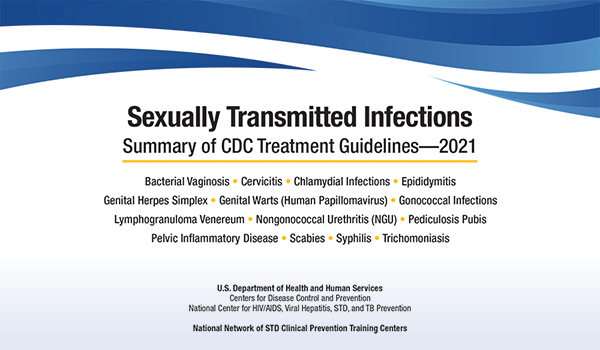 Sexually Transmitted Infections
Summary of CDC Treatment Guidelines—2021
Bacterial Vaginosis • Cervicitis • Chlamydial Infections • Epididymitis
Genital Herpes Simplex • Genital Warts (Human Papillomavirus) • Gonococcal Infections
Lymphogranuloma Venereum • Nongonococcal Urethritis (NGU) • Pediculosis Pubis
Pelvic Inflammatory Disease • Scabies • Syphilis • Trichomoniasis
U.S. Department of Health and Human Services
Centers for Disease Control and Prevention
National Center for HIV/AIDS, Viral Hepatitis, STD, and TB Prevention
National Network of STD Clinical Prevention Training Centers